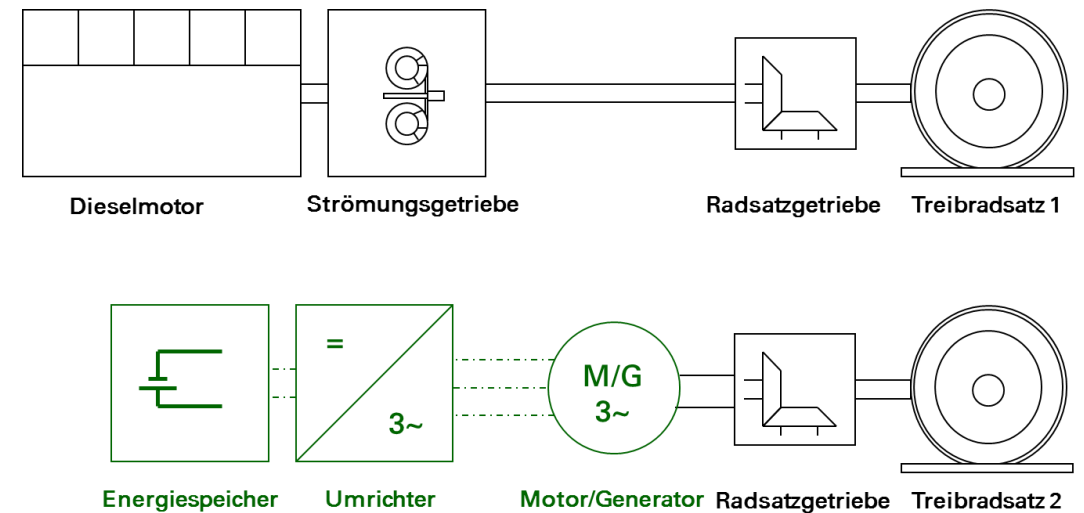 Dieselmotor
Strömungsgetriebe
Radsatzgetriebe
Treibradsatz 1
=
3~
M/G
3~
Energiespeicher
Umrichter
Motor/Generator
Radsatzgetriebe
Treibradsatz 2